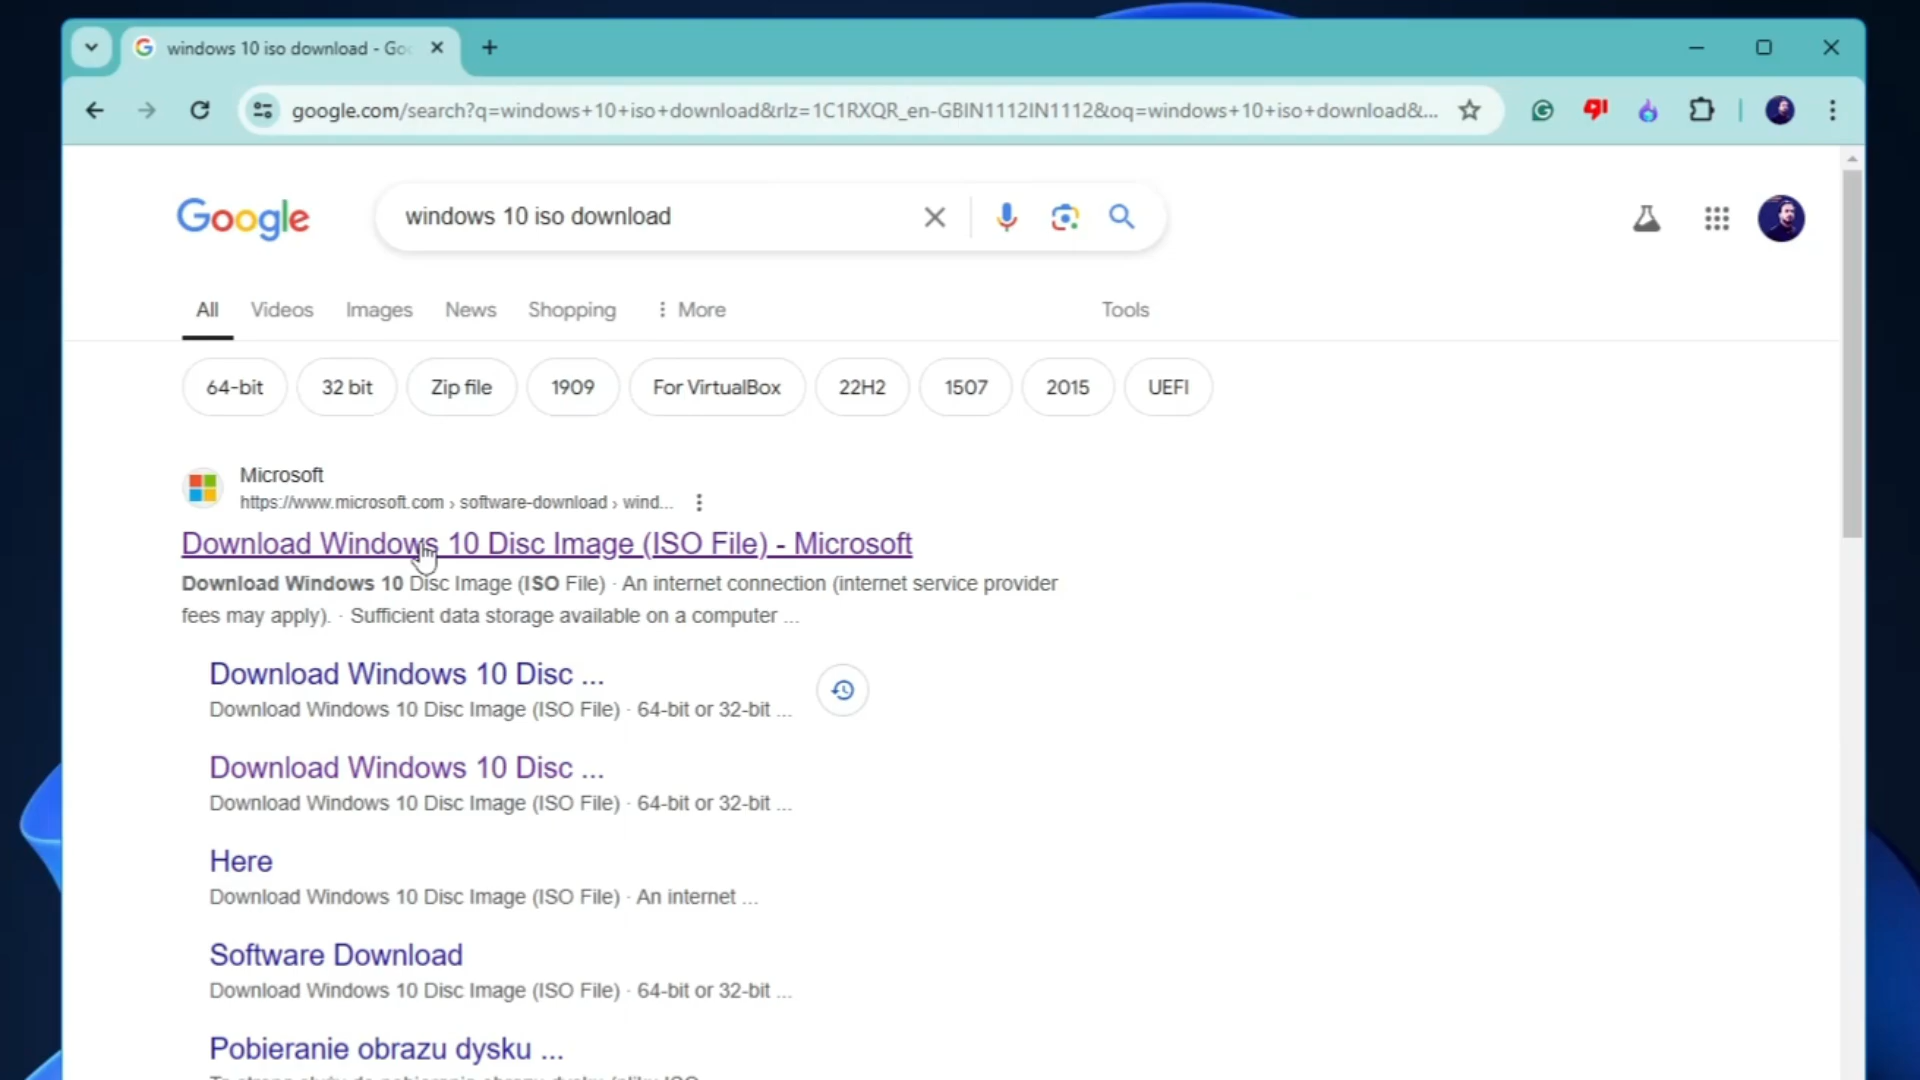 windows 10 iso download - Goo
google.com/search?q=windows+10+iso+download&rlz=1C1RXQR_en-GBIN1112IN1112&oq=windows+10+iso+download&...
Google
windows 10 iso download
All Videos Images News Shopping More Tools
64-bit 32 bit Zip file 1909 For VirtualBox 22H2 1507 2015 UEFI
Microsoft
https://www.microsoft.com › software-download › wind...
Download Windows 10 Disc Image (ISO File) - Microsoft
Download Windows 10 Disc Image (ISO File) · An internet connection (internet service provider
fees may apply). · Sufficient data storage available on a computer ...
Download Windows 10 Disc ...
Download Windows 10 Disc Image (ISO File) · 64-bit or 32-bit ...
Download Windows 10 Disc ...
Download Windows 10 Disc Image (ISO File) · 64-bit or 32-bit ...
Here
Download Windows 10 Disc Image (ISO File) · An internet ...
Software Download
Download Windows 10 Disc Image (ISO File) · 64-bit or 32-bit ...
Pobieranie obrazu dysku ...